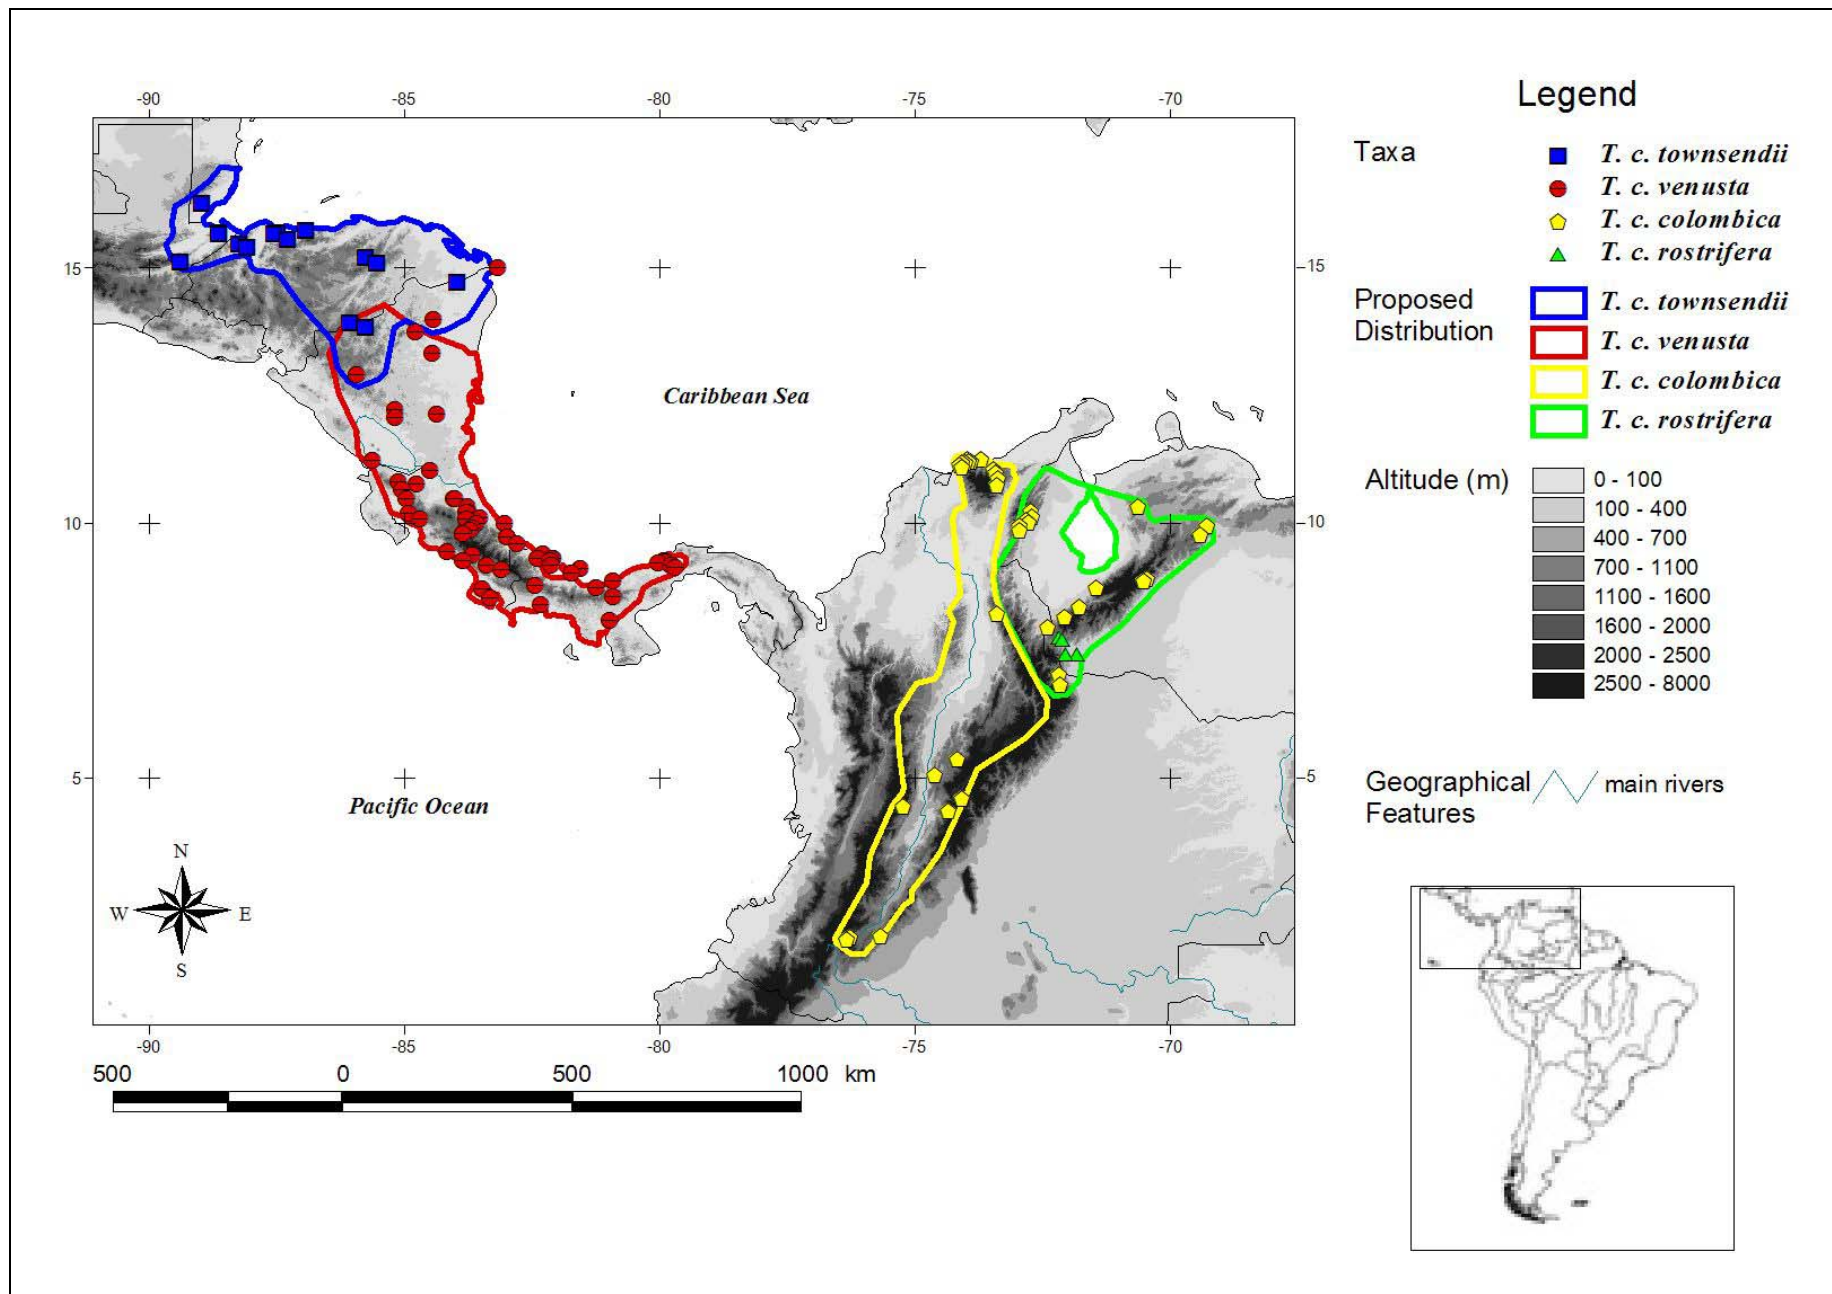 -90 -85 -80 -75 -70
15 15
10 10
5 5
-90 -85 -80 -75 -70
Caribbean Sea
Pacific Ocean
N
W E
S
500 0 500 1000 km
Legend
Taxa
T. c. townsendii
T. c. venusta
T. c. colombica
T. c. rostrifera
Proposed
Distribution
T. c. townsendii
T. c. venusta
T. c. colombica
T. c. rostrifera
Altitude (m)
0 - 100
100 - 400
400 - 700
700 - 1100
1100 - 1600
1600 - 2000
2000 - 2500
2500 - 8000
Geographical
Features
main rivers